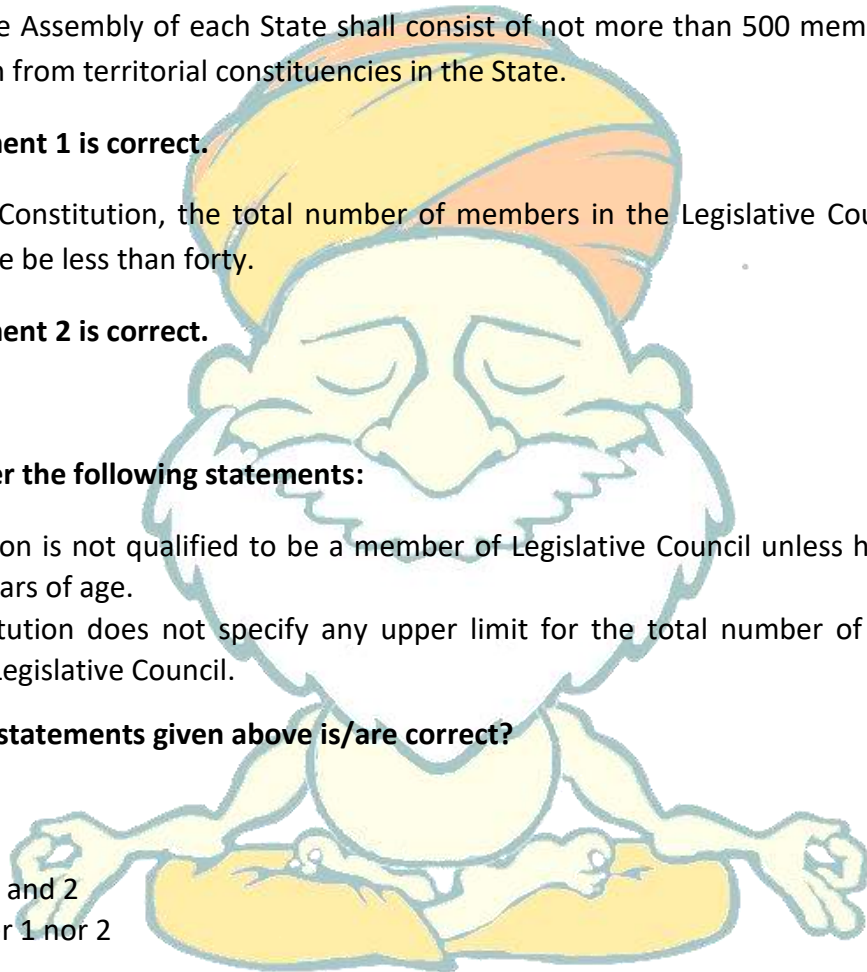 e Assembly of each State shall consist of not more than 500 mem
n from territorial constituencies in the State.
ent 1 is correct.
Constitution, the total number of members in the Legislative Cou
e be less than forty.
ent 2 is correct.
er the following statements:
on is not qualified to be a member of Legislative Council unless h
ars of age.
tution does not specify any upper limit for the total number of
Legislative Council.
statements given above is/are correct?
and 2
r 1 nor 2